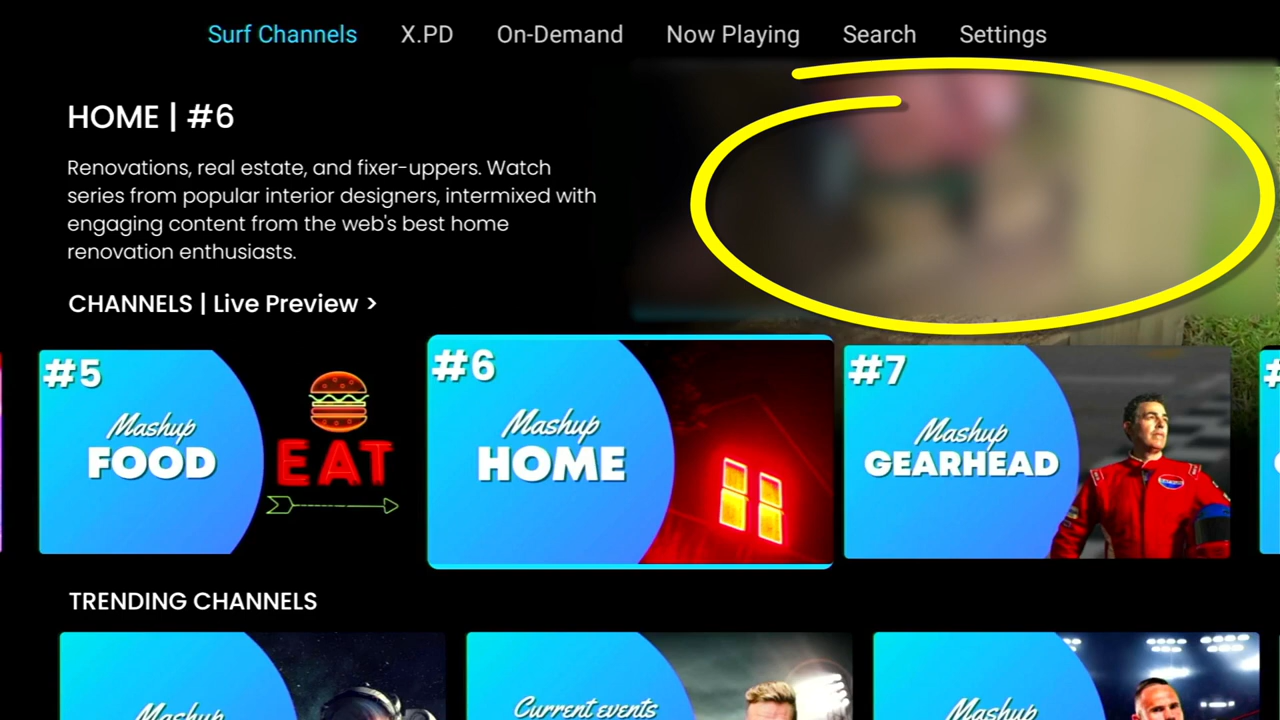 Surf Channels X.PD On-Demand Now Playing Search Settings
HOME | #6
Renovations, real estate, and fixer-uppers. Watch
series from popular interior designers, intermixed with
engaging content from the web's best home
renovation enthusiasts.
CHANNELS | Live Preview >
#5
Mashup
FOOD
EAT
#6
Mashup
HOME
#7
Mashup
GEARHEAD
#
TRENDING CHANNELS
Mashup
Current events
Mashup